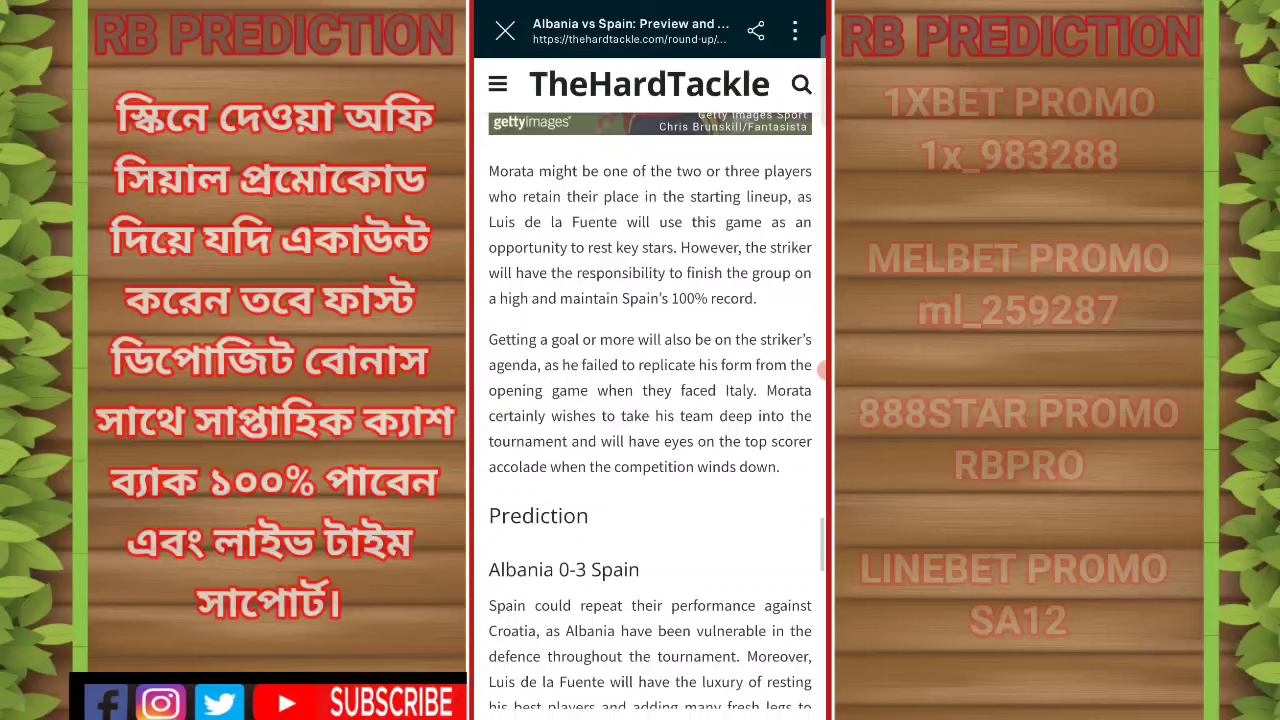 RB PREDICTION
স্কিনে দেওয়া অফি
সিয়াল প্রমোকোড
দিয়ে যদি একাউন্ট
করেন তবে ফাস্ট
ডিপোজিট বোনাস
সাথে সাপ্তাহিক ক্যাশ
ব্যাক ১০০% পাবেন
এবং লাইভ টাইম
সাপোর্ট।
SUBSCRIBE
Albania vs Spain: Preview and ...
https://thehardtackle.com/round-up/...
TheHardTackle
gettyimages®
Getty Images Sport
Chris Brunskill/Fantasista
Morata might be one of the two or three players
who retain their place in the starting lineup, as
Luis de la Fuente will use this game as an
opportunity to rest key stars. However, the striker
will have the responsibility to finish the group on
a high and maintain Spain’s 100% record.
Getting a goal or more will also be on the striker’s
agenda, as he failed to replicate his form from the
opening game when they faced Italy. Morata
certainly wishes to take his team deep into the
tournament and will have eyes on the top scorer
accolade when the competition winds down.
Prediction
Albania 0-3 Spain
Spain could repeat their performance against
Croatia, as Albania have been vulnerable in the
defence throughout the tournament. Moreover,
Luis de la Fuente will have the luxury of resting
his best players and adding many fresh legs to
RB PREDICTION
1XBET PROMO
1x_983288
MELBET PROMO
ml_259287
888STAR PROMO
RBPRO
LINEBET PROMO
SA12